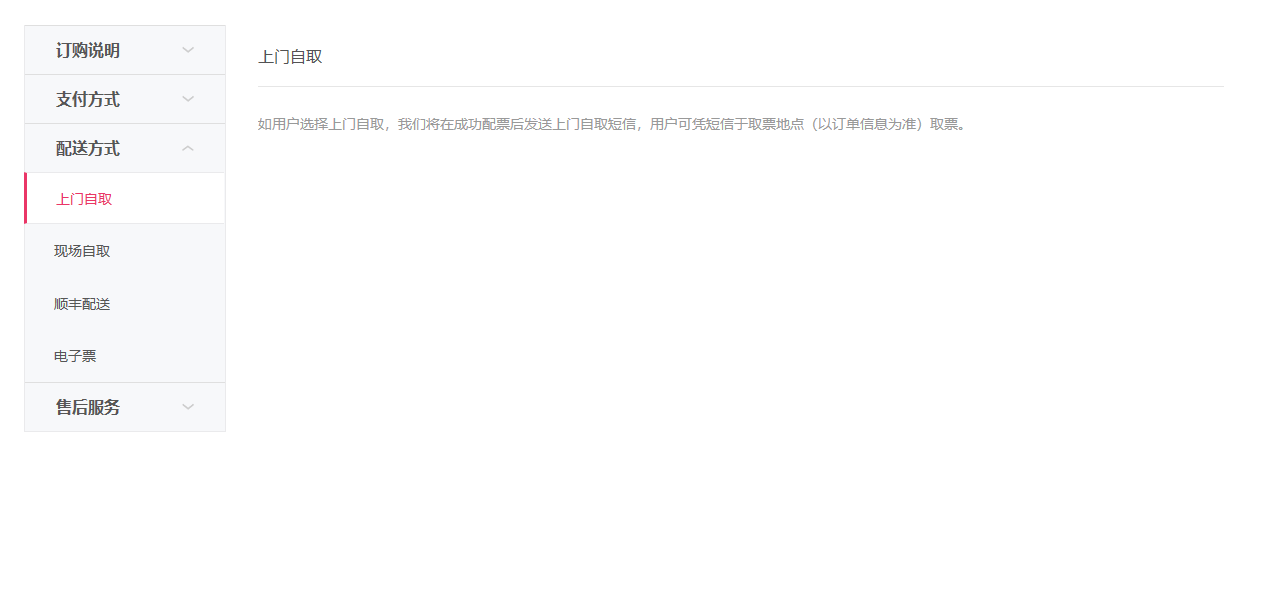 订购说明
支付方式
配送方式
上门自取
现场自取
顺丰配送
电子票
售后服务
上门自取
如用户选择上门自取，我们将在成功配票后发送上门自取短信，用户可凭短信于取票地点（以订单信息为准）取票。